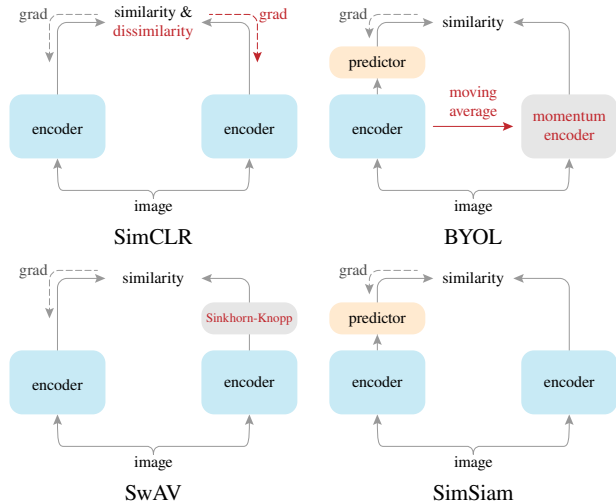 grad
similarity &
dissimilarity
grad
encoder
encoder
image
SimCLR
grad
similarity
predictor
encoder
moving
average
momentum
encoder
image
BYOL
grad
similarity
Sinkhorn-Knopp
encoder
encoder
image
SwAV
grad
similarity
predictor
encoder
encoder
image
SimSiam